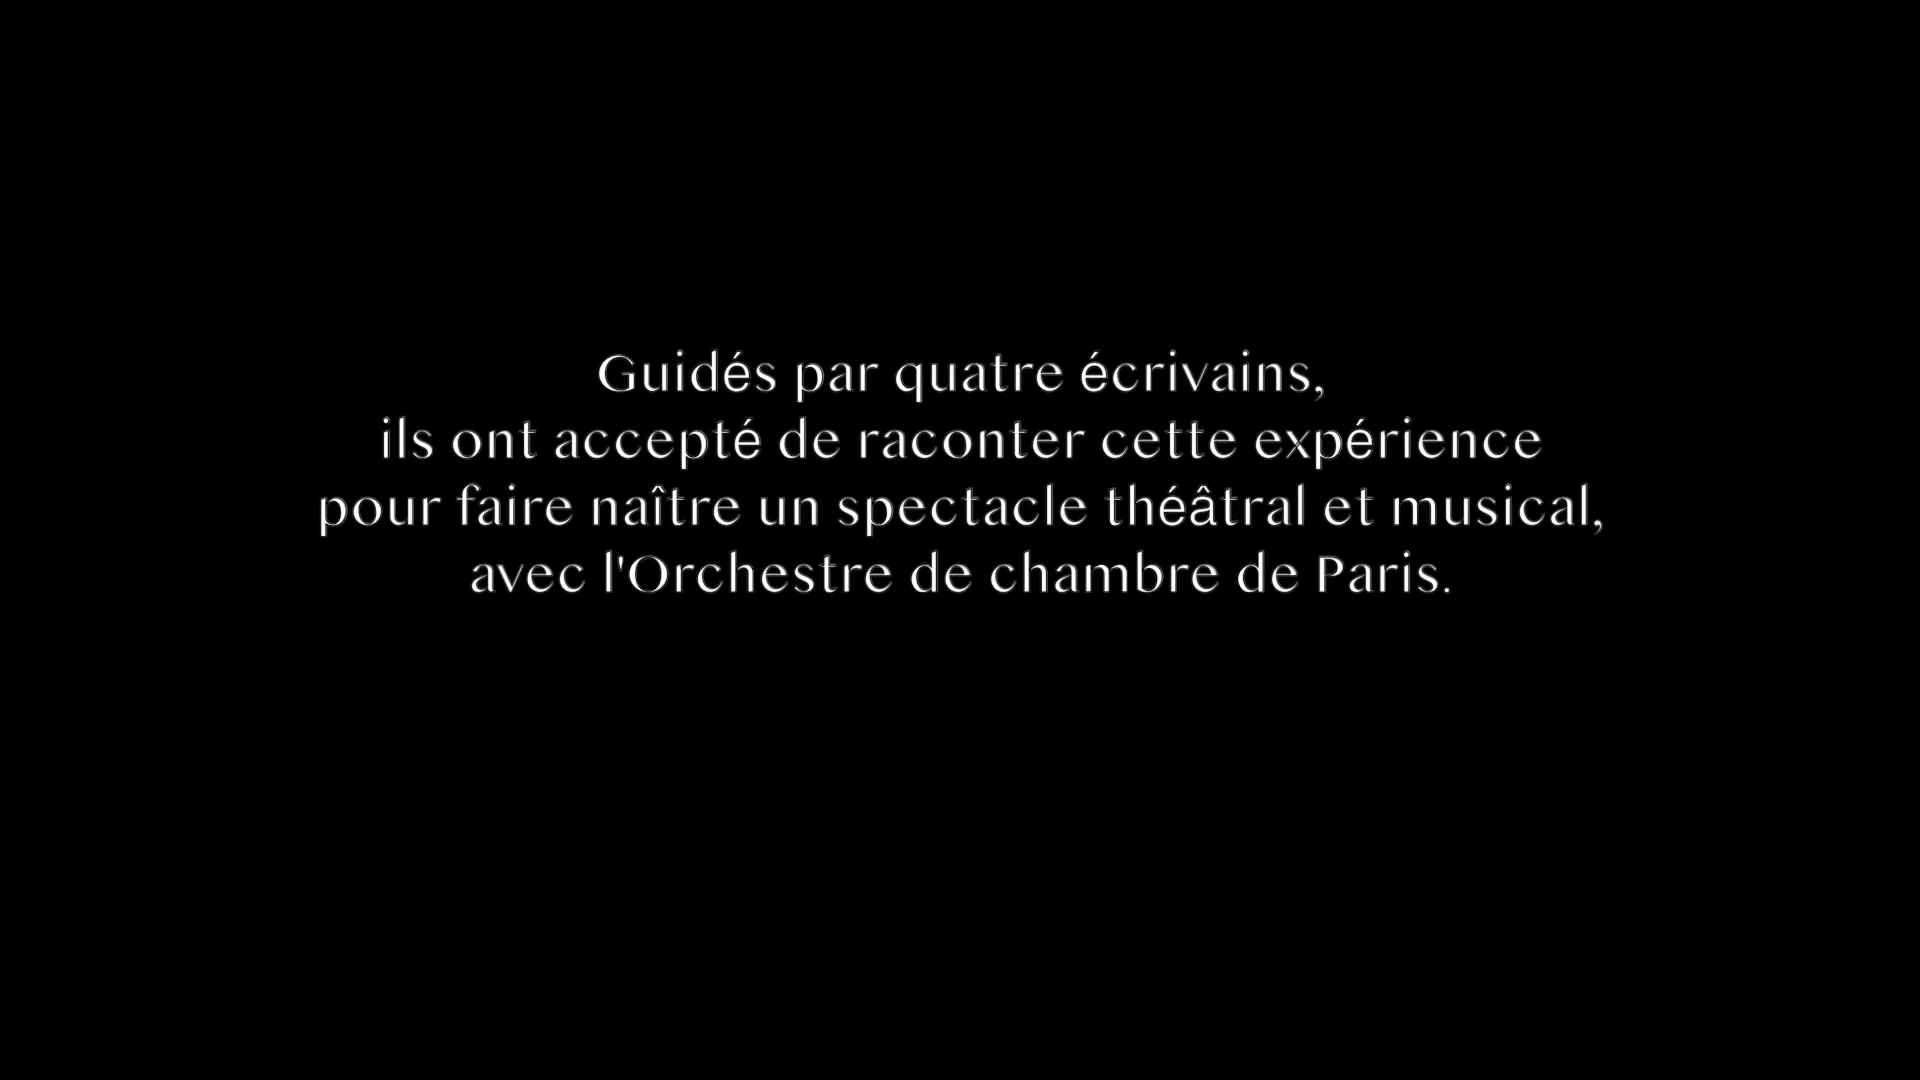 Guidés par quatre écrivains,
ils ont accepté de raconter cette expérience
pour faire naître un spectacle théâtral et musical,
avec l'Orchestre de chambre de Paris.